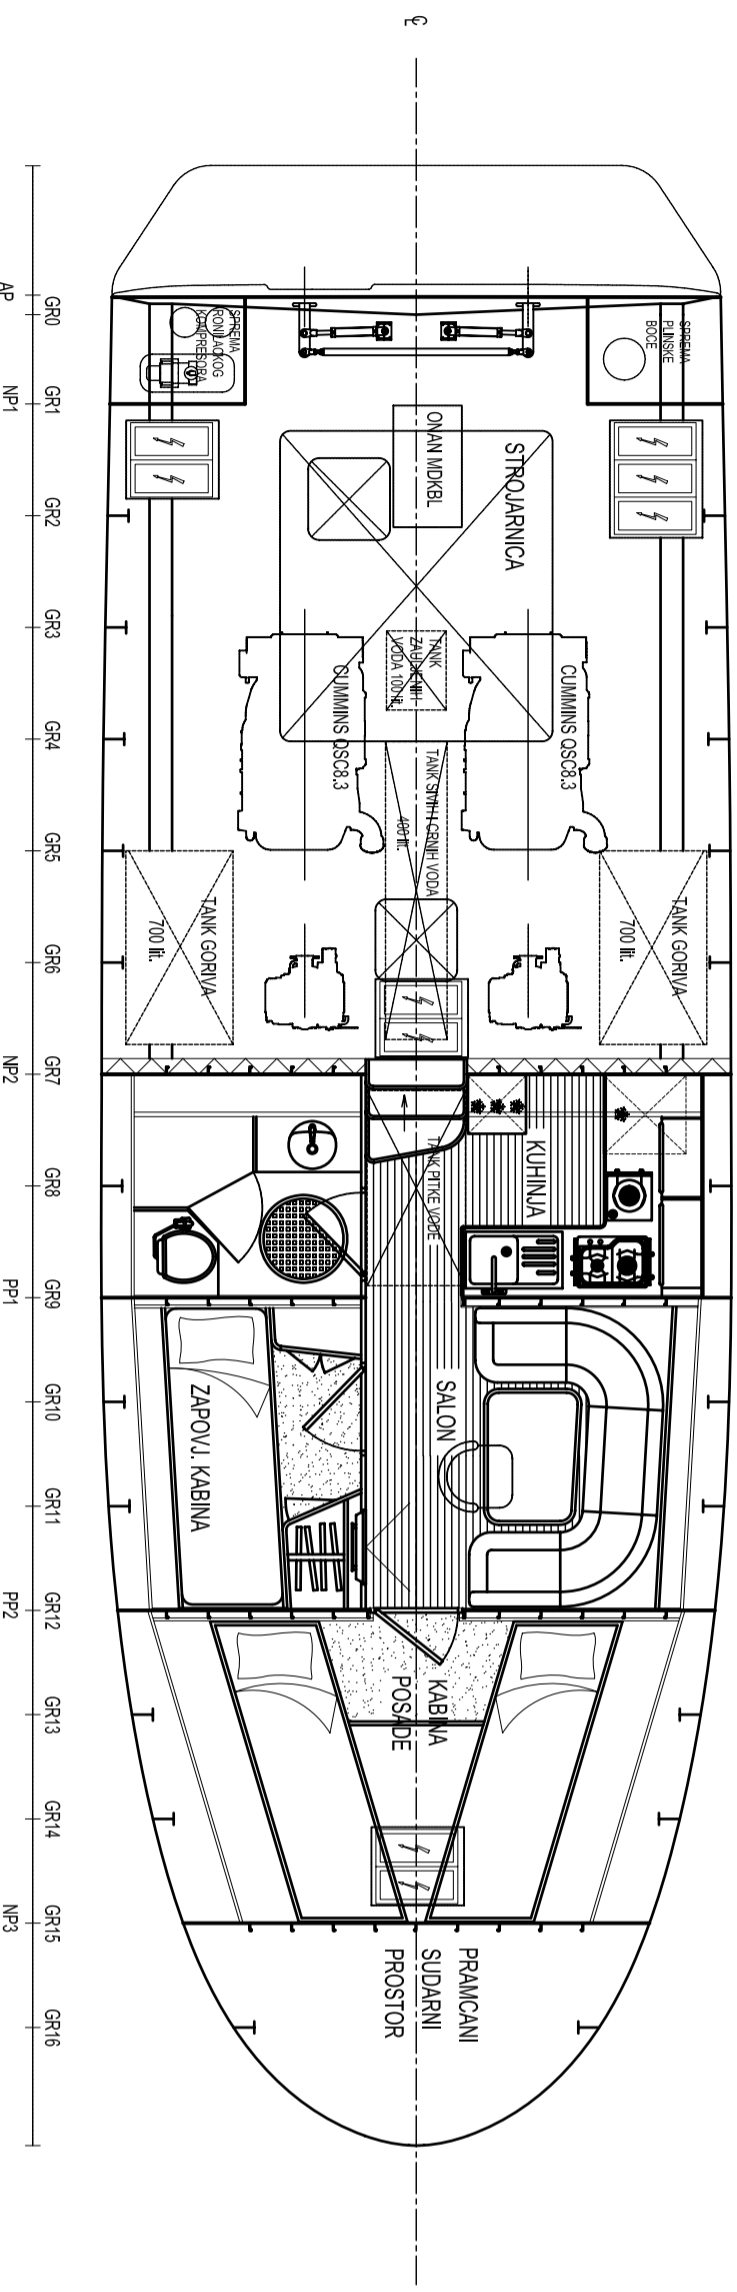 ℄
AP
GR0
NP1
GR1
GR2
GR3
GR4
GR5
GR6
NP2
GR7
GR8
PP1
GR9
GR10
GR11
PP2
GR12
GR13
GR14
NP3
GR15
GR16
SPREMA
RONILAČKOG
KOMPRESORA
SPREMA
PLINSKE
BOCE
STROJARNICA
ONAN MDKBL
TANK
ZAULJENIH
VODA 100 lit.
CUMMINS QSC8.3
CUMMINS QSC8.3
TANK SIVIH I CRNIH VODA
400 lit.
TANK GORIVA
700 lit.
TANK GORIVA
700 lit.
KUHINJA
TANK PITKE VODE
SALON
ZAPOVJ. KABINA
KABINA
POSADE
PRAMCANI
SUDARNI
PROSTOR